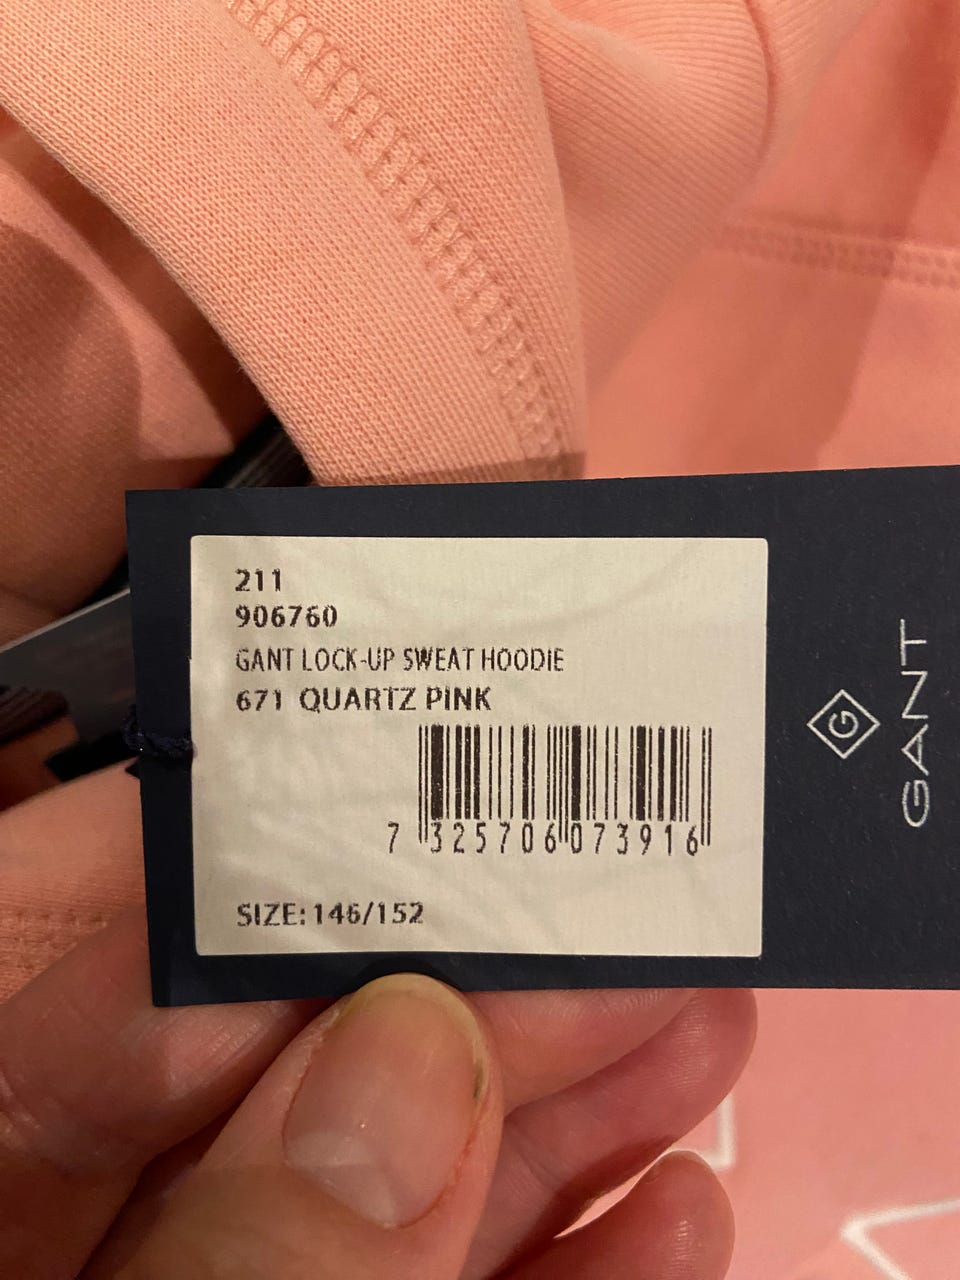 211
906760
GANT LOCK-UP SWEAT HOODIE
671 QUARTZ PINK
7 325706 073916
SIZE: 146/152
G
GANT